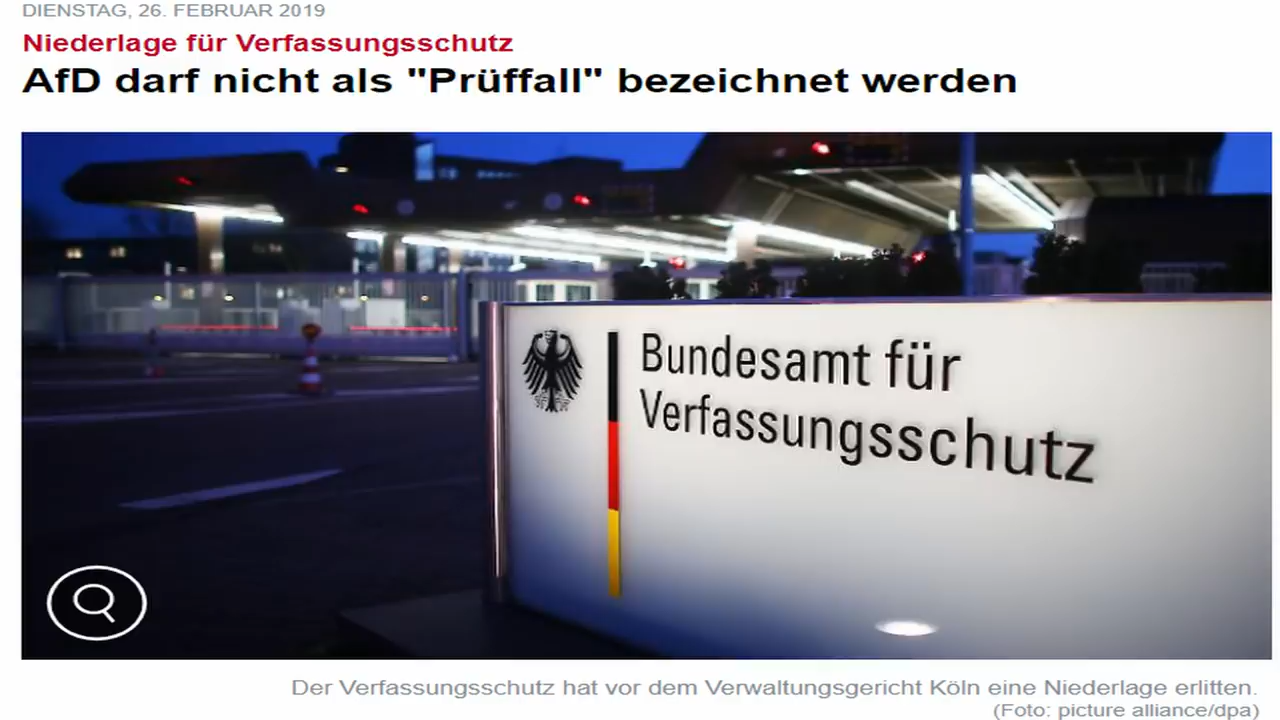 DIENSTAG, 26. FEBRUAR 2019
Niederlage für Verfassungsschutz
AfD darf nicht als "Prüffall" bezeichnet werden
Bundesamt für
Verfassungsschutz
Der Verfassungsschutz hat vor dem Verwaltungsgericht Köln eine Niederlage erlitten.
(Foto: picture alliance/dpa)